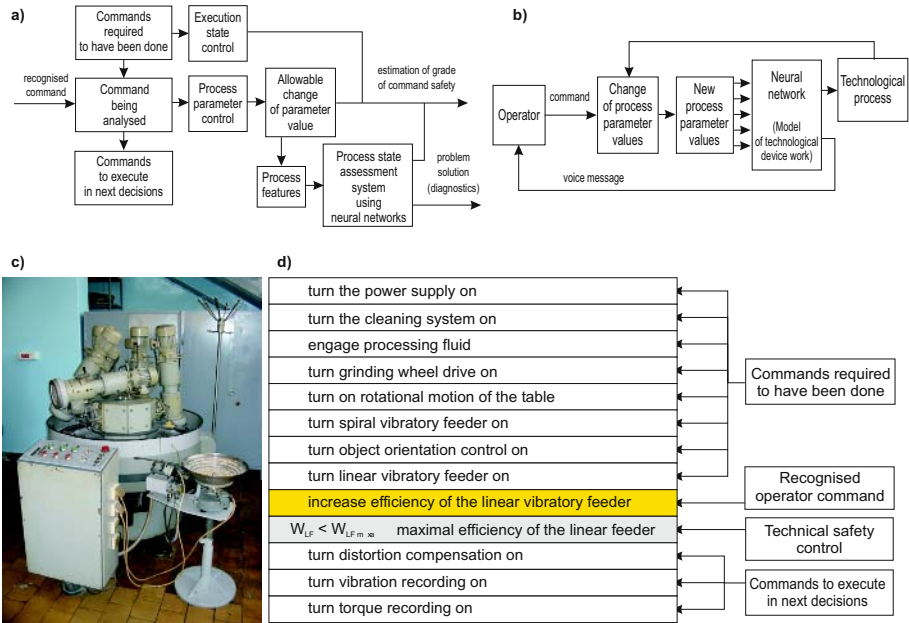 a)
Commands
required
to have been done
Execution
state
control
recognised
command
Command
being
analysed
Process
parameter
control
Allowable
change
of parameter
value
estimation of grade
of command safety
Commands
to execute
in next decisions
Process
features
Process state
assessment
system
using
neural networks
problem
solution
(diagnostics)
b)
Operator
command
Change
of process
parameter
values
New
process
parameter
values
Neural
network
(Model
of technological
device work)
Technological
process
voice message
c)
d)
turn the power supply on
turn the cleaning system on
engage processing fluid
turn grinding wheel drive on
turn on rotational motion of the table
turn spiral vibratory feeder on
turn object orientation control on
turn linear vibratory feeder on
increase efficiency of the linear vibratory feeder
W_LF < W_LF m xa maximal efficiency of the linear feeder
turn distortion compensation on
turn vibration recording on
turn torque recording on
Commands required
to have been done
Recognised
operator command
Technical safety
control
Commands to execute
in next decisions